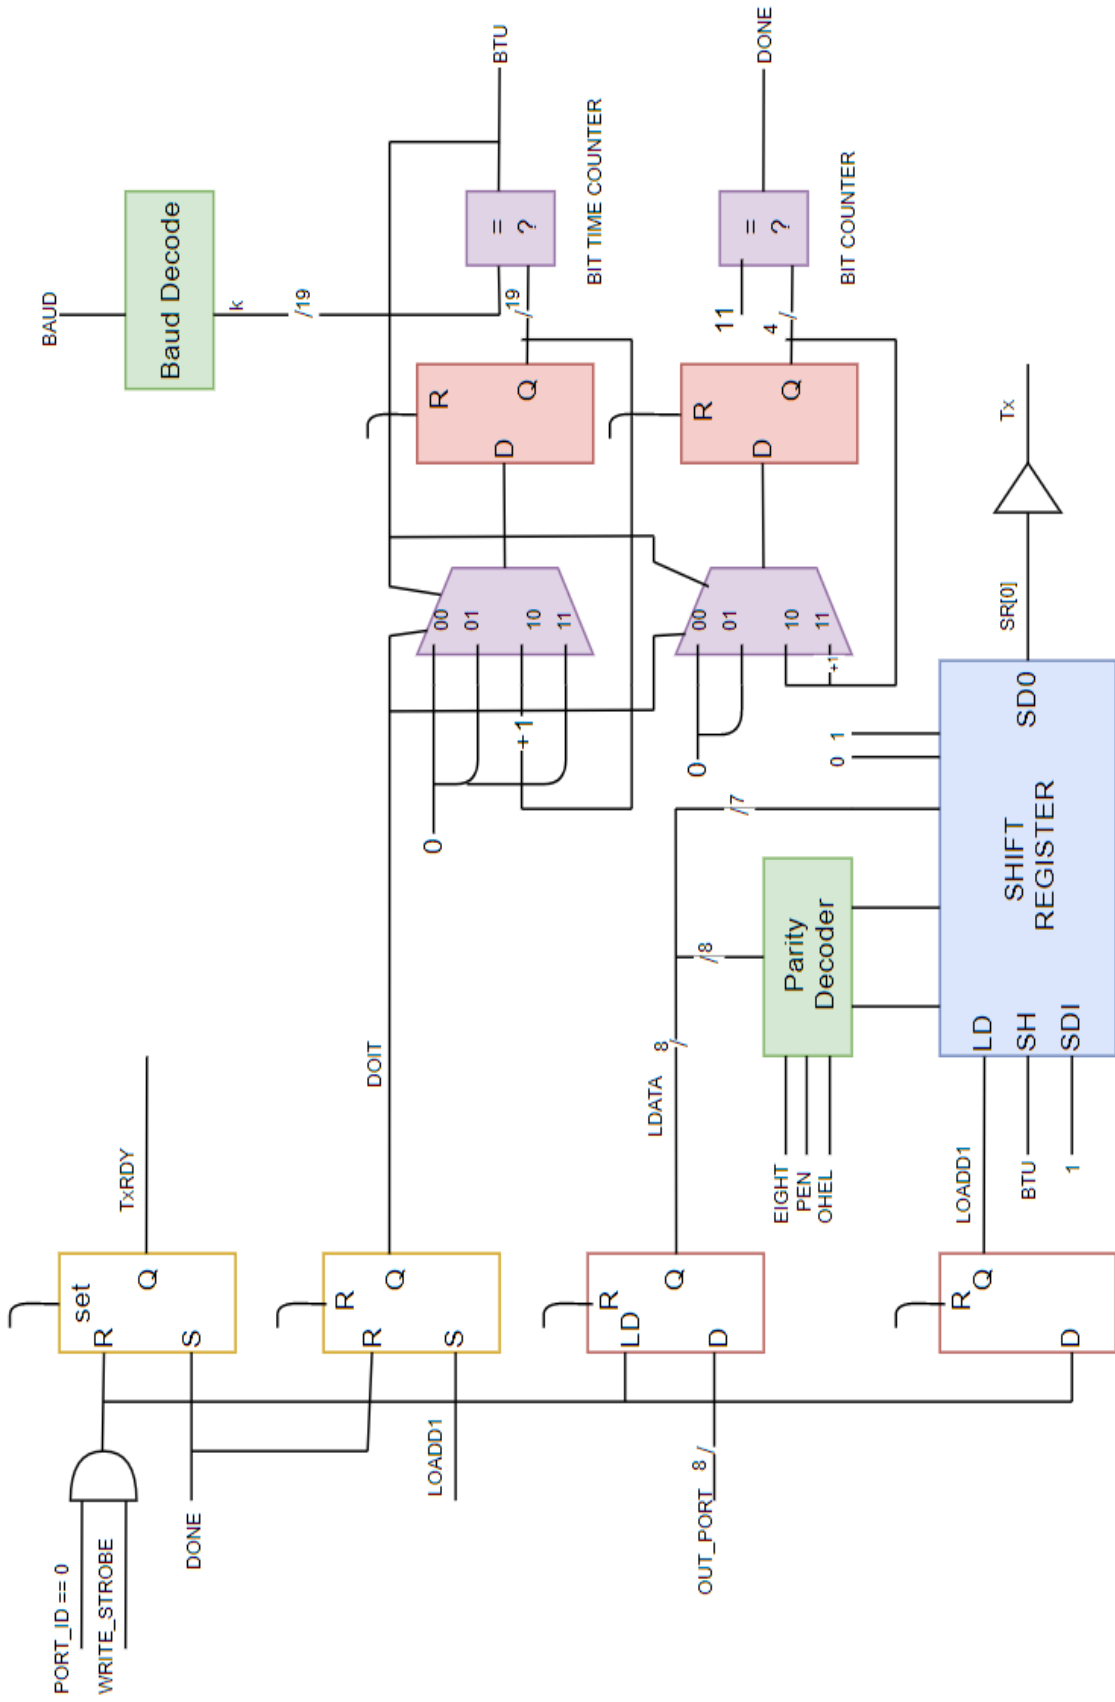 PORT_ID == 0
WRITE_STROBE
DONE
R
S
set
Q
TxRDY
LOADD1
R
S
R
Q
DOIT
OUT_PORT
8
/
LD
D
R
Q
LDATA
8
/
D
R
Q
LOADD1
BTU
1
LD
SH
SDI
SHIFT
REGISTER
SD0
EIGHT
PEN
OHEL
Parity
Decoder
/8
/7
0
1
SR[0]
Tx
0
+1
00
01
10
11
D
R
Q
/19
=
?
BTU
BIT TIME COUNTER
BAUD
Baud Decode
k
/19
0
+1
00
01
10
11
D
R
Q
4
/
11
=
?
DONE
BIT COUNTER